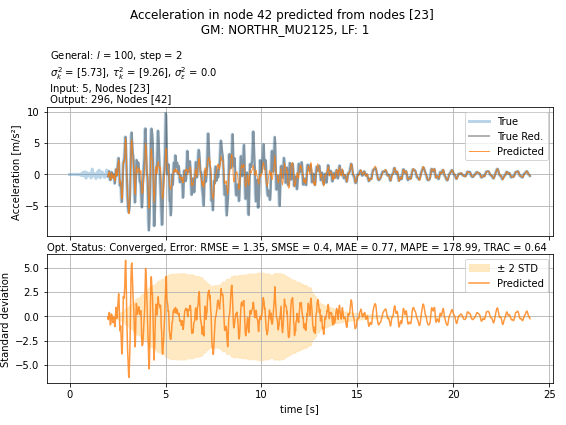 Acceleration in node 42 predicted from nodes [23]
GM: NORTHR_MU2125, LF: 1
General: l = 100, step = 2
σ²ₖ = [5.73], τ²ₖ = [9.26], σ²ε = 0.0
Input: 5, Nodes [23]
Output: 296, Nodes [42]
Acceleration [m/s²]
10
5
0
−5
True
True Red.
Predicted
Opt. Status: Converged, Error: RMSE = 1.35, SMSE = 0.4, MAE = 0.77, MAPE = 178.99, TRAC = 0.64
Standard deviation
5.0
2.5
0.0
−2.5
−5.0
± 2 STD
Predicted
0 5 10 15 20 25
time [s]